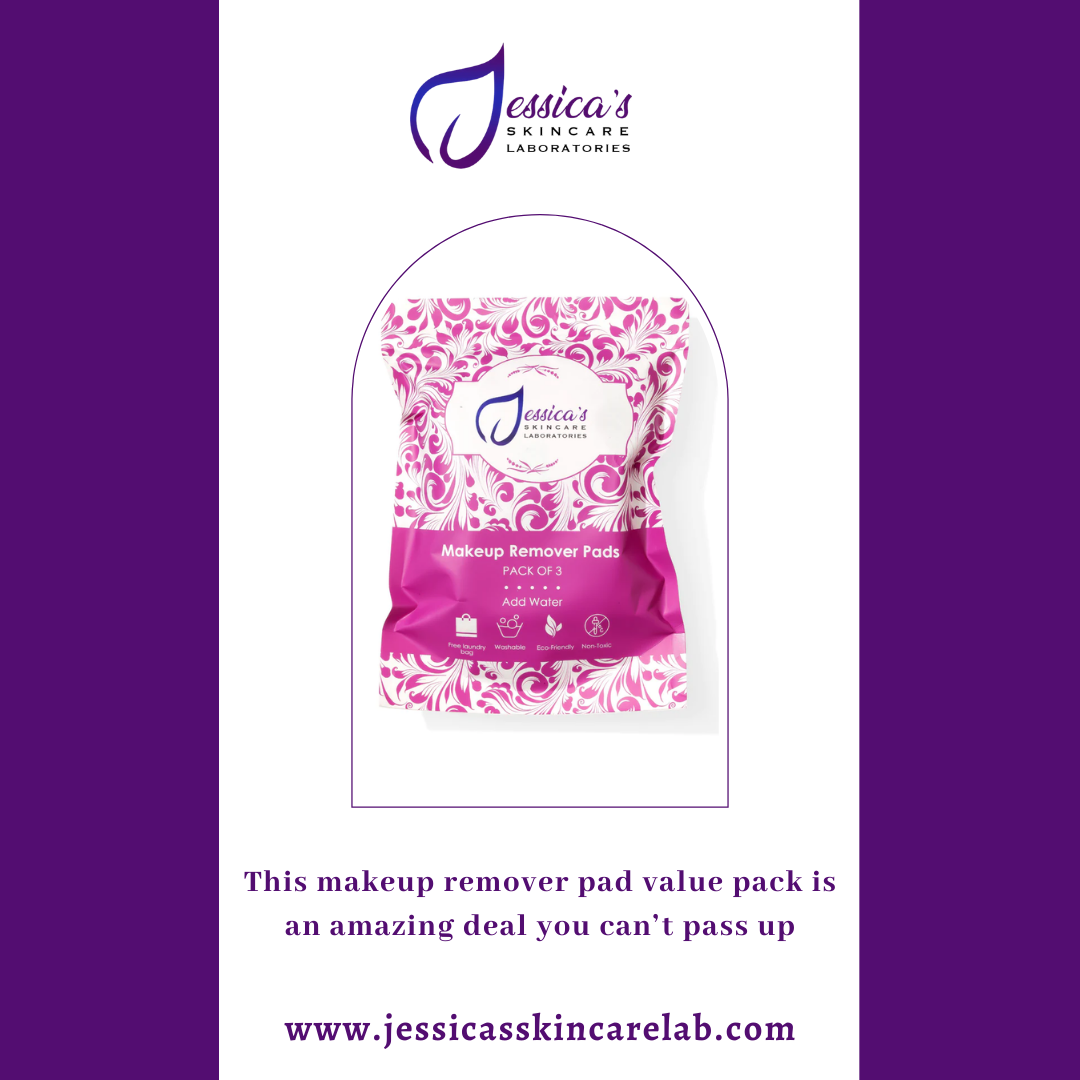 Jessica's
SKINCARE
LABORATORIES
Jessica's
SKINCARE
LABORATORIES
Makeup Remover Pads
PACK OF 3
Add Water
Free laundry
bag
Washable
Eco-Friendly
Non-Toxic
This makeup remover pad value pack is
an amazing deal you can’t pass up
www.jessicasskincarelab.com